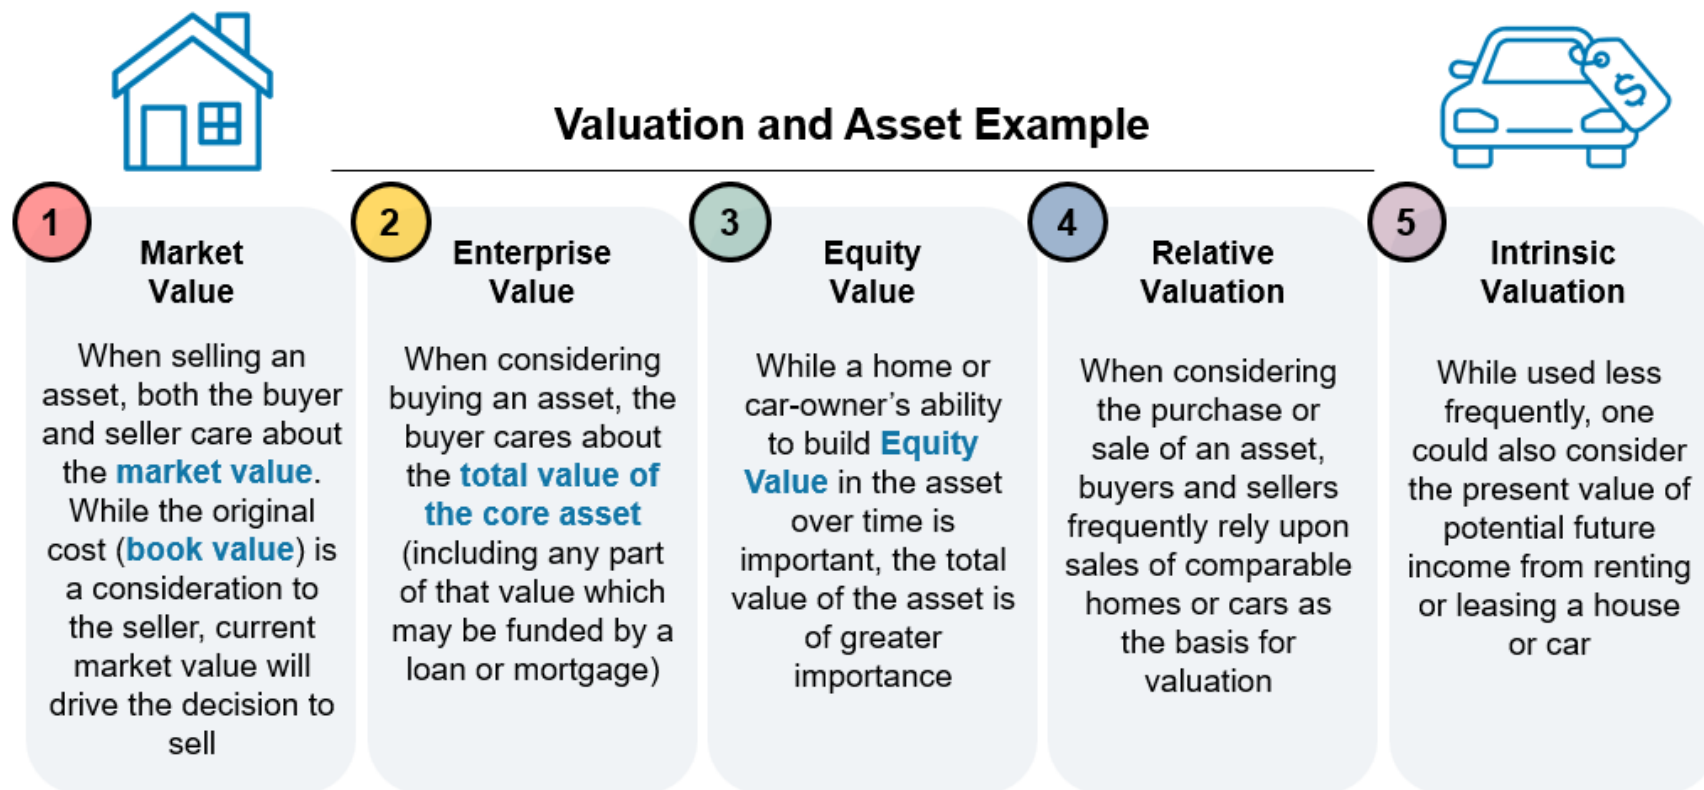 Valuation and Asset Example
$
1
Market
Value
When selling an
asset, both the buyer
and seller care about
the market value.
While the original
cost (book value) is
a consideration to
the seller, current
market value will
drive the decision to
sell
2
Enterprise
Value
When considering
buying an asset, the
buyer cares about
the total value of
the core asset
(including any part
of that value which
may be funded by a
loan or mortgage)
3
Equity
Value
While a home or
car-owner's ability
to build Equity
Value in the asset
over time is
important, the total
value of the asset is
of greater
importance
4
Relative
Valuation
When considering
the purchase or
sale of an asset,
buyers and sellers
frequently rely upon
sales of comparable
homes or cars as
the basis for
valuation
5
Intrinsic
Valuation
While used less
frequently, one
could also consider
the present value of
potential future
income from renting
or leasing a house
or car